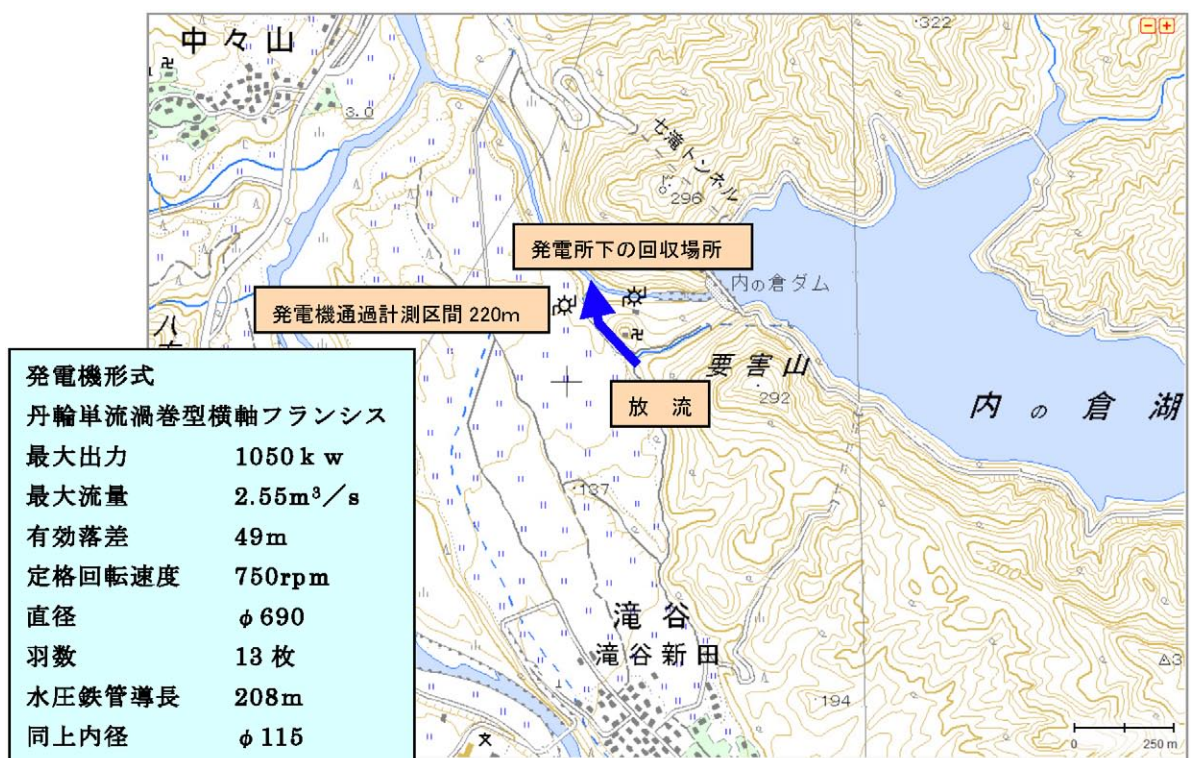 中々山
・322
3.0
七滝トンネル
296
発電所下の回収場所
内の倉ダム
発電機通過計測区間 220m
要害山
・292
放 流
内の倉湖
発電機形式
丹輪単流渦巻型横軸フランシス
最大出力 1050kw
最大流量 2.55m³/s
有効落差 49m
定格回転速度 750rpm
直径 φ690
羽数 13枚
水圧鉄管導長 208m
同上内径 φ115
・137
300
滝谷
滝谷新田
・194
文
0 250m